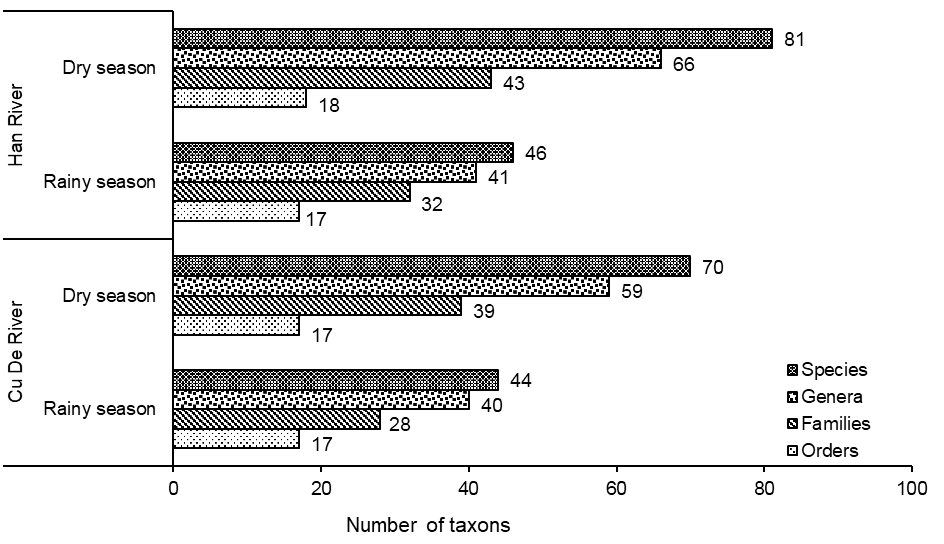 Han River
Dry season
81
66
43
18
Rainy season
46
41
32
17
Cu De River
Dry season
70
59
39
17
Rainy season
44
40
28
17
Species
Genera
Families
Orders
0 20 40 60 80 100
Number of taxons